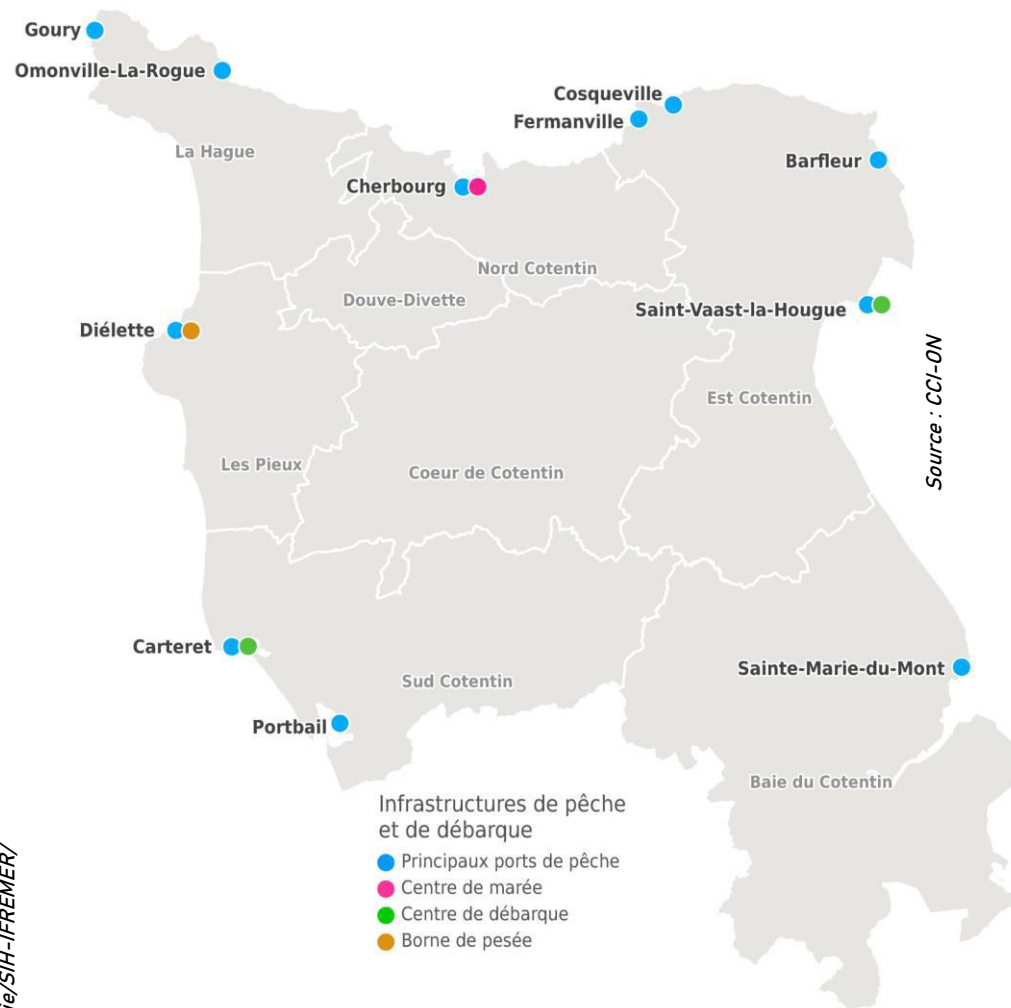 Goury
Omonville-La-Rogue
Cosqueville
Fermanville
La Hague
Barfleur
Cherbourg
Nord Cotentin
Douve-Divette
Saint-Vaast-la-Hougue
Diélette
Source : CCI-ON
Est Cotentin
Les Pieux
Coeur de Cotentin
Carteret
Sainte-Marie-du-Mont
Sud Cotentin
Portbail
Baie du Cotentin
Infrastructures de pêche
et de débarque
Principaux ports de pêche
Centre de marée
Centre de débarque
Borne de pesée
/SIH-IFREMER/